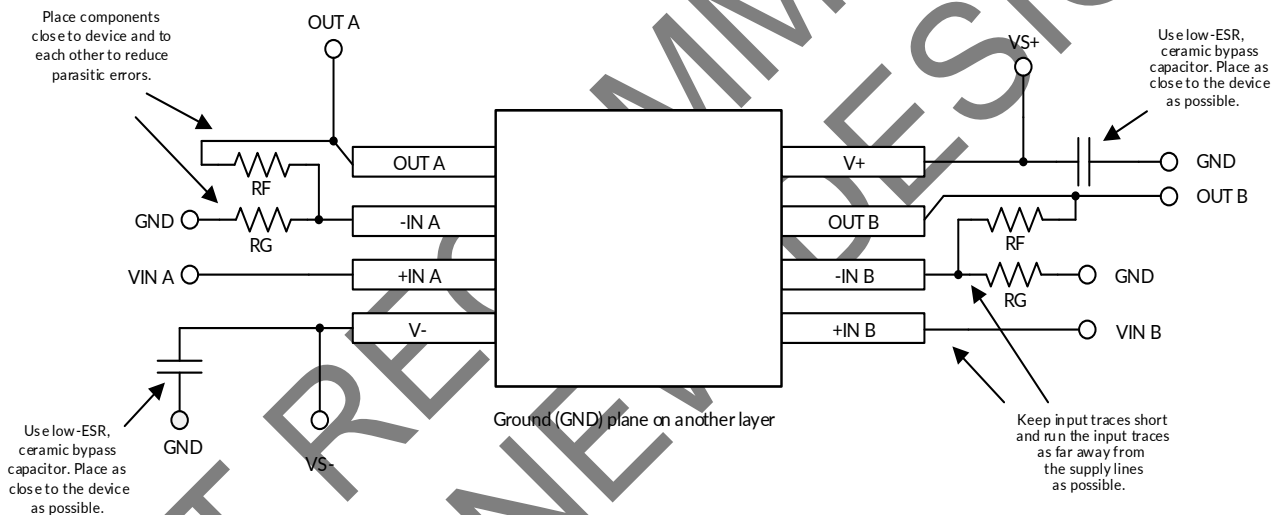 Place components
close to device and to
each other to reduce
parasitic errors.
OUT A
VS+
Use low-ESR,
ceramic bypass
capacitor. Place as
close to the device
as possible.
OUT A
RF
V+
GND
OUT B
GND
RG
-IN A
OUT B
RF
VIN A
+IN A
-IN B
RG
GND
V-
+IN B
VIN B
Ground (GND) plane on another layer
GND
VS-
Use low-ESR,
ceramic bypass
capacitor. Place as
close to the device
as possible.
Keep input traces short
and run the input traces
as far away from
the supply lines
as possible.